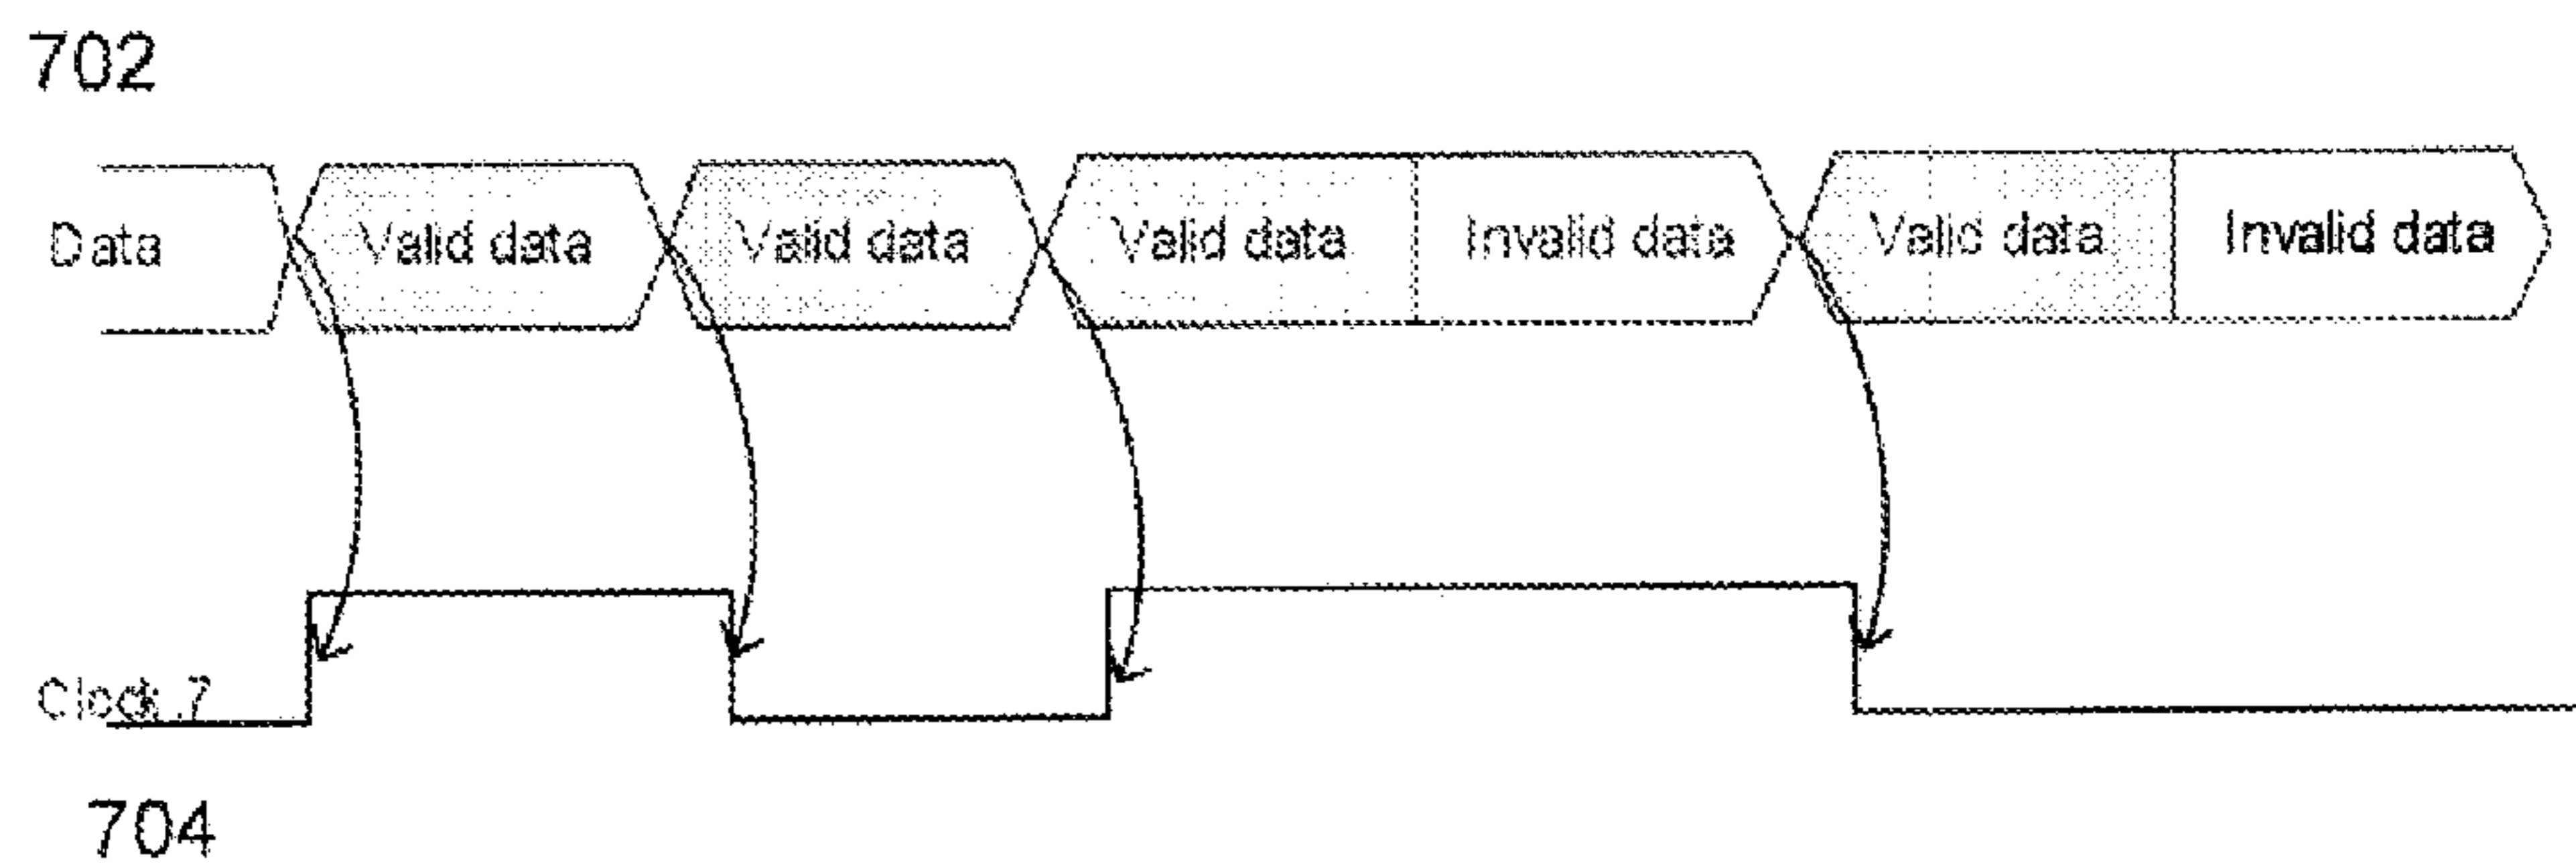 702
Data Valid data Valid data Valid data Invalid data Valid data Invalid data
Clock .7
704